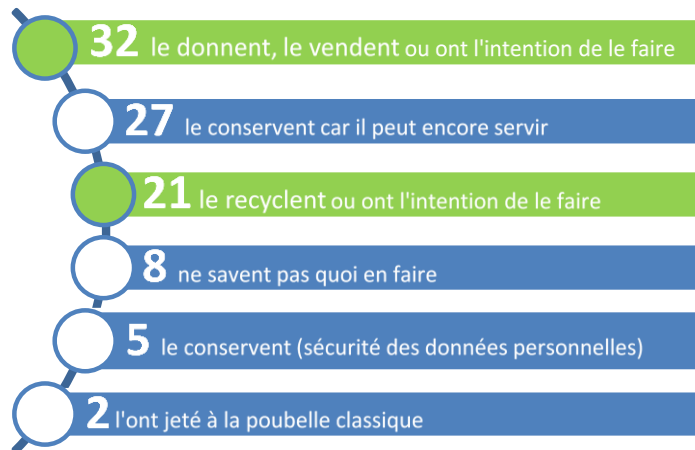 32 le donnent, le vendent ou ont l'intention de le faire
27 le conservent car il peut encore servir
21 le recyclent ou ont l'intention de le faire
8 ne savent pas quoi en faire
5 le conservent (sécurité des données personnelles)
2 l'ont jeté à la poubelle classique